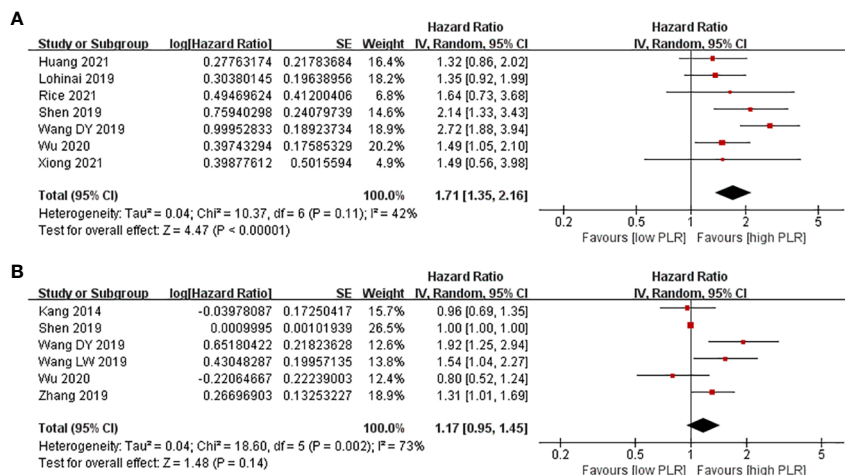 A
Hazard Ratio Hazard Ratio
Study or Subgroup log[Hazard Ratio] SE Weight IV, Random, 95% CI IV, Random, 95% CI
Huang 2021 0.27763174 0.21783684 16.4% 1.32 [0.86, 2.02]
Lohinai 2019 0.30380145 0.19638956 18.2% 1.35 [0.92, 1.99]
Rice 2021 0.49469624 0.41200406 6.8% 1.64 [0.73, 3.68]
Shen 2019 0.75940298 0.24079739 14.6% 2.14 [1.33, 3.43]
Wang DY 2019 0.99952833 0.18923734 18.9% 2.72 [1.88, 3.94]
Wu 2020 0.39743294 0.17585329 20.2% 1.49 [1.05, 2.10]
Xiong 2021 0.39877612 0.5015594 4.9% 1.49 [0.56, 3.98]
Total (95% CI) 100.0% 1.71 [1.35, 2.16]
Heterogeneity: Tau² = 0.04; Chi² = 10.37, df = 6 (P = 0.11); I² = 42%
Test for overall effect: Z = 4.47 (P < 0.00001)
0.2 0.5 1 2 5
Favours [low PLR] Favours [high PLR]
B
Hazard Ratio Hazard Ratio
Study or Subgroup log[Hazard Ratio] SE Weight IV, Random, 95% CI IV, Random, 95% CI
Kang 2014 -0.03978087 0.17250417 15.7% 0.96 [0.69, 1.35]
Shen 2019 0.0009995 0.00101939 26.5% 1.00 [1.00, 1.00]
Wang DY 2019 0.65180422 0.21823628 12.6% 1.92 [1.25, 2.94]
Wang LW 2019 0.43048287 0.19957135 13.8% 1.54 [1.04, 2.27]
Wu 2020 -0.22064667 0.22239003 12.4% 0.80 [0.52, 1.24]
Zhang 2019 0.26696903 0.13253227 18.9% 1.31 [1.01, 1.69]
Total (95% CI) 100.0% 1.17 [0.95, 1.45]
Heterogeneity: Tau² = 0.04; Chi² = 18.60, df = 5 (P = 0.002); I² = 73%
Test for overall effect: Z = 1.48 (P = 0.14)
0.2 0.5 1 2 5
Favours [low PLR] Favours [high PLR]